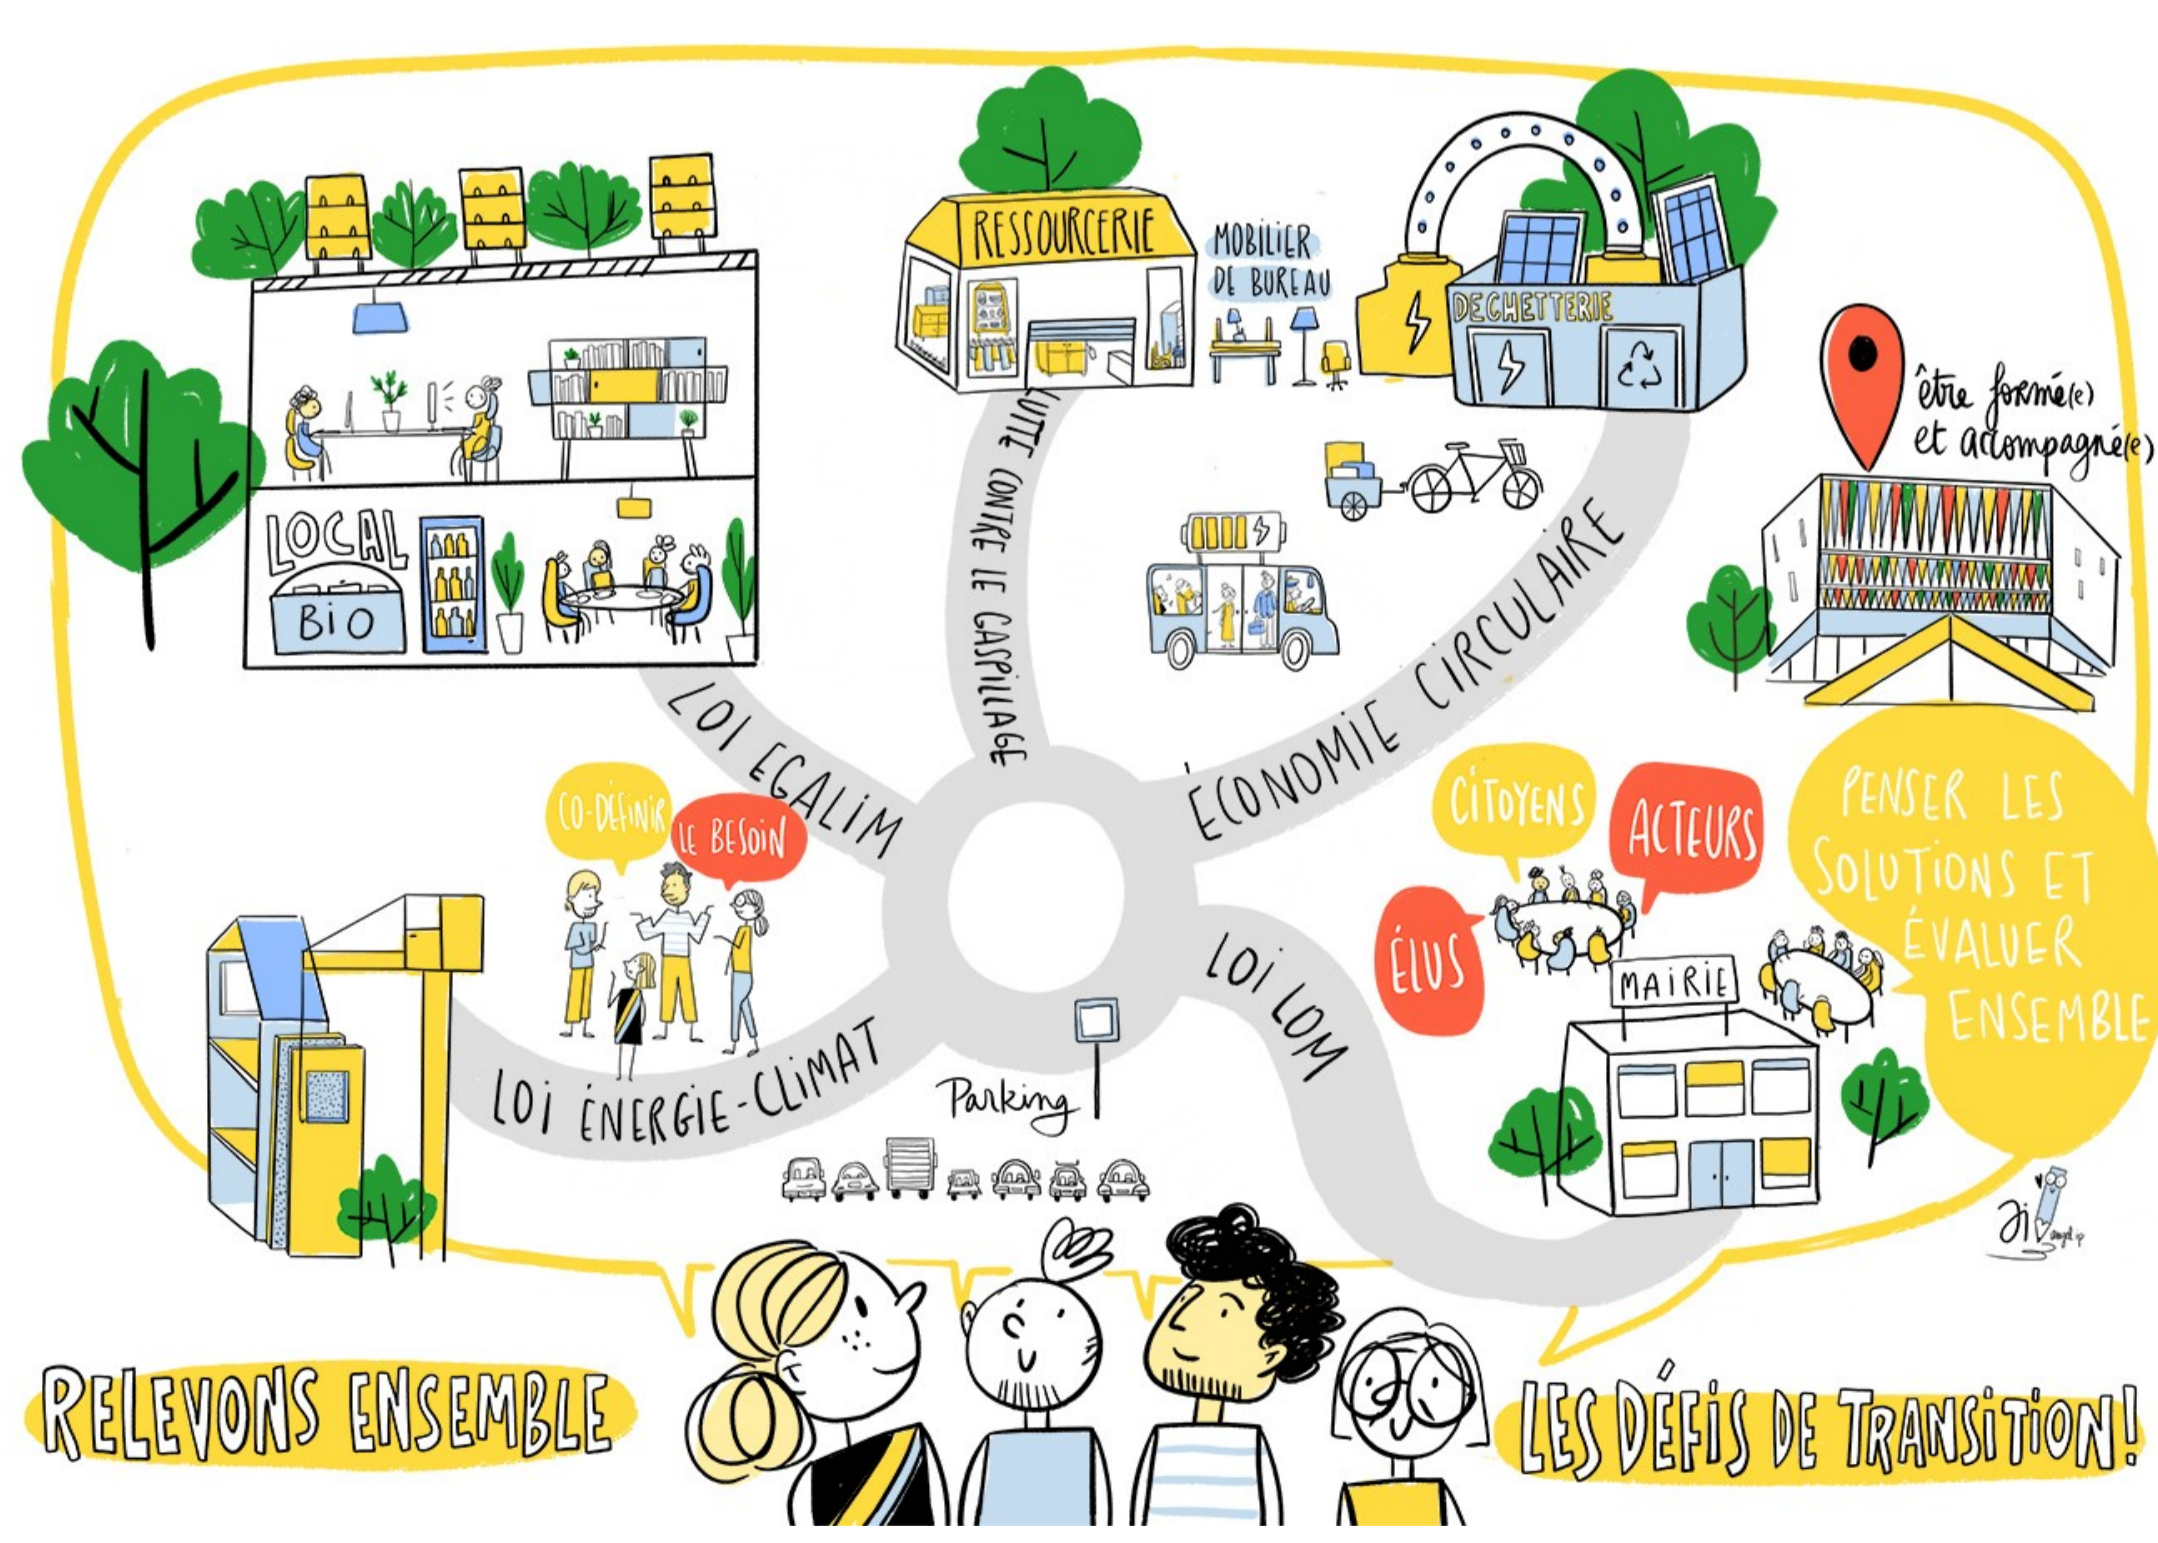 RESSOURCERIE
MOBILIER
DE BUREAU
DECHETTERIE
être formé(e)
et accompagné(e)
LOCAL
BIO
LUTTE CONTRE LE GASPILLAGE
ÉCONOMIE CIRCULAIRE
LOI EGALIM
CO-DÉFINIR
LE BESOIN
CITOYENS
ACTEURS
ÉLUS
PENSER LES
SOLUTIONS ET
ÉVALUER
ENSEMBLE
MAIRIE
LOI LOM
LOI ÉNERGIE-CLIMAT
Parking
RELEVONS ENSEMBLE
LES DÉFIS DE TRANSITION!